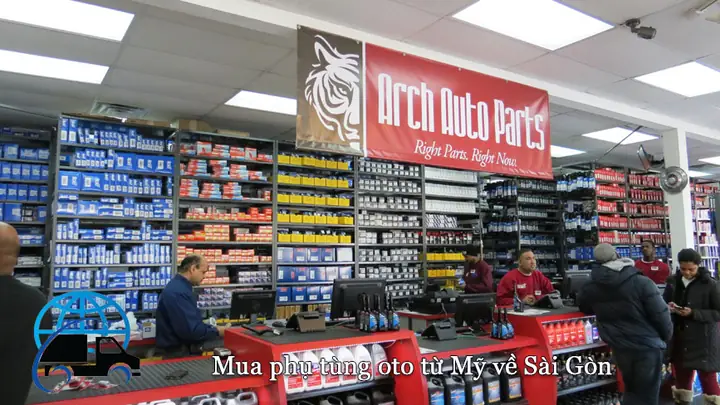 Arch Auto Parts
Right Parts. Right Now.
Mua phụ tùng oto từ Mỹ về Sài Gòn